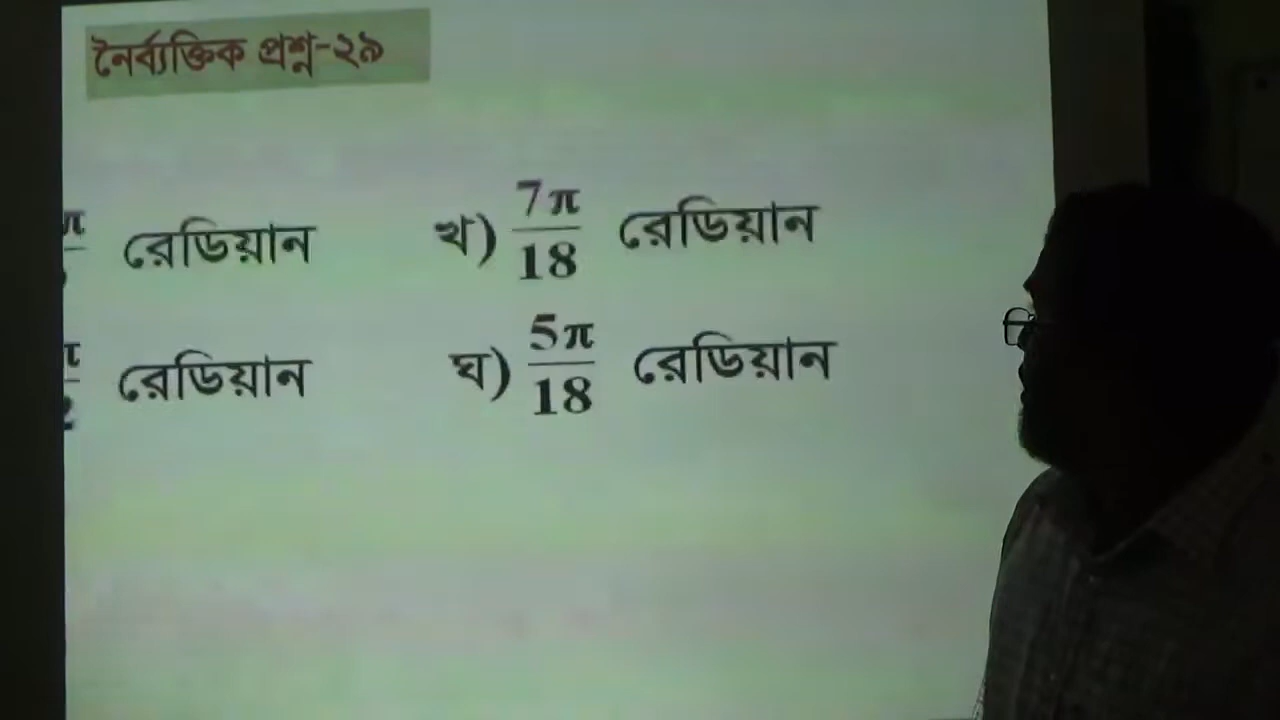 নৈর্ব্যক্তিক প্রশ্ন-২৯
π রেডিয়ান খ) 7π/18 রেডিয়ান
রেডিয়ান ঘ) 5π/18 রেডিয়ান